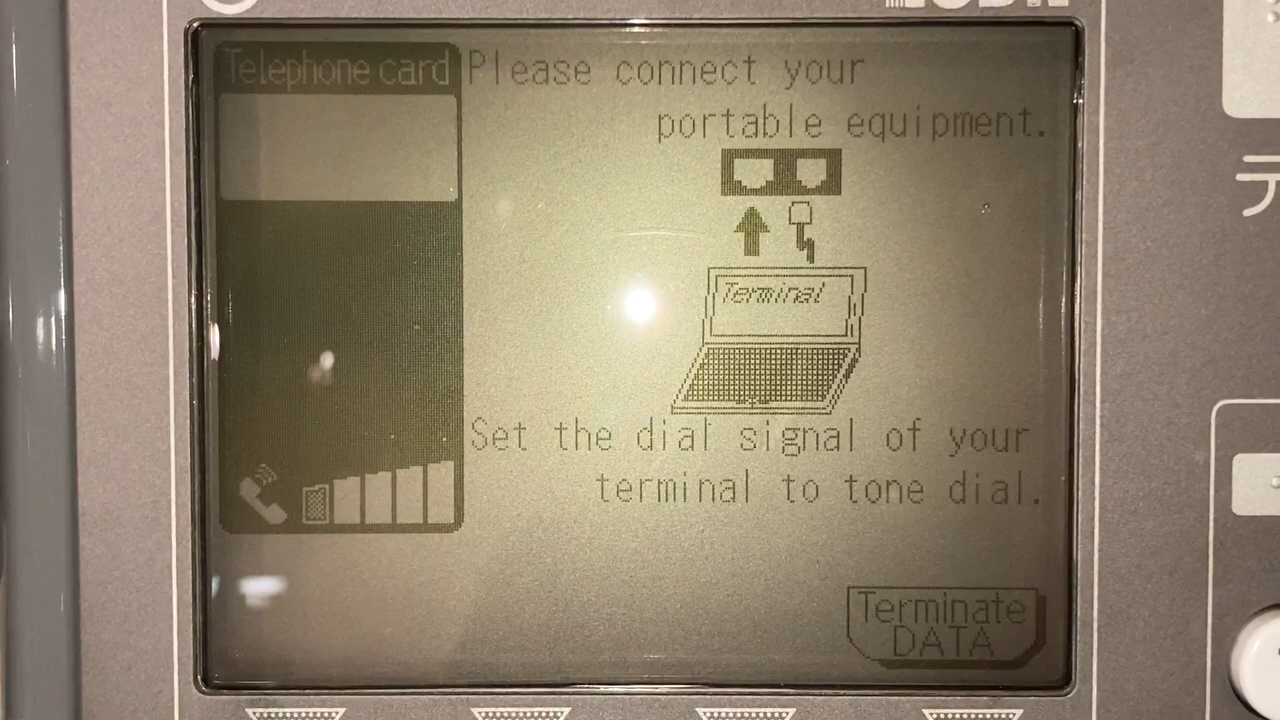 Telephone card
Please connect your
portable equipment.
Terminal
Set the dial signal of your
terminal to tone dial.
Terminate
DATA